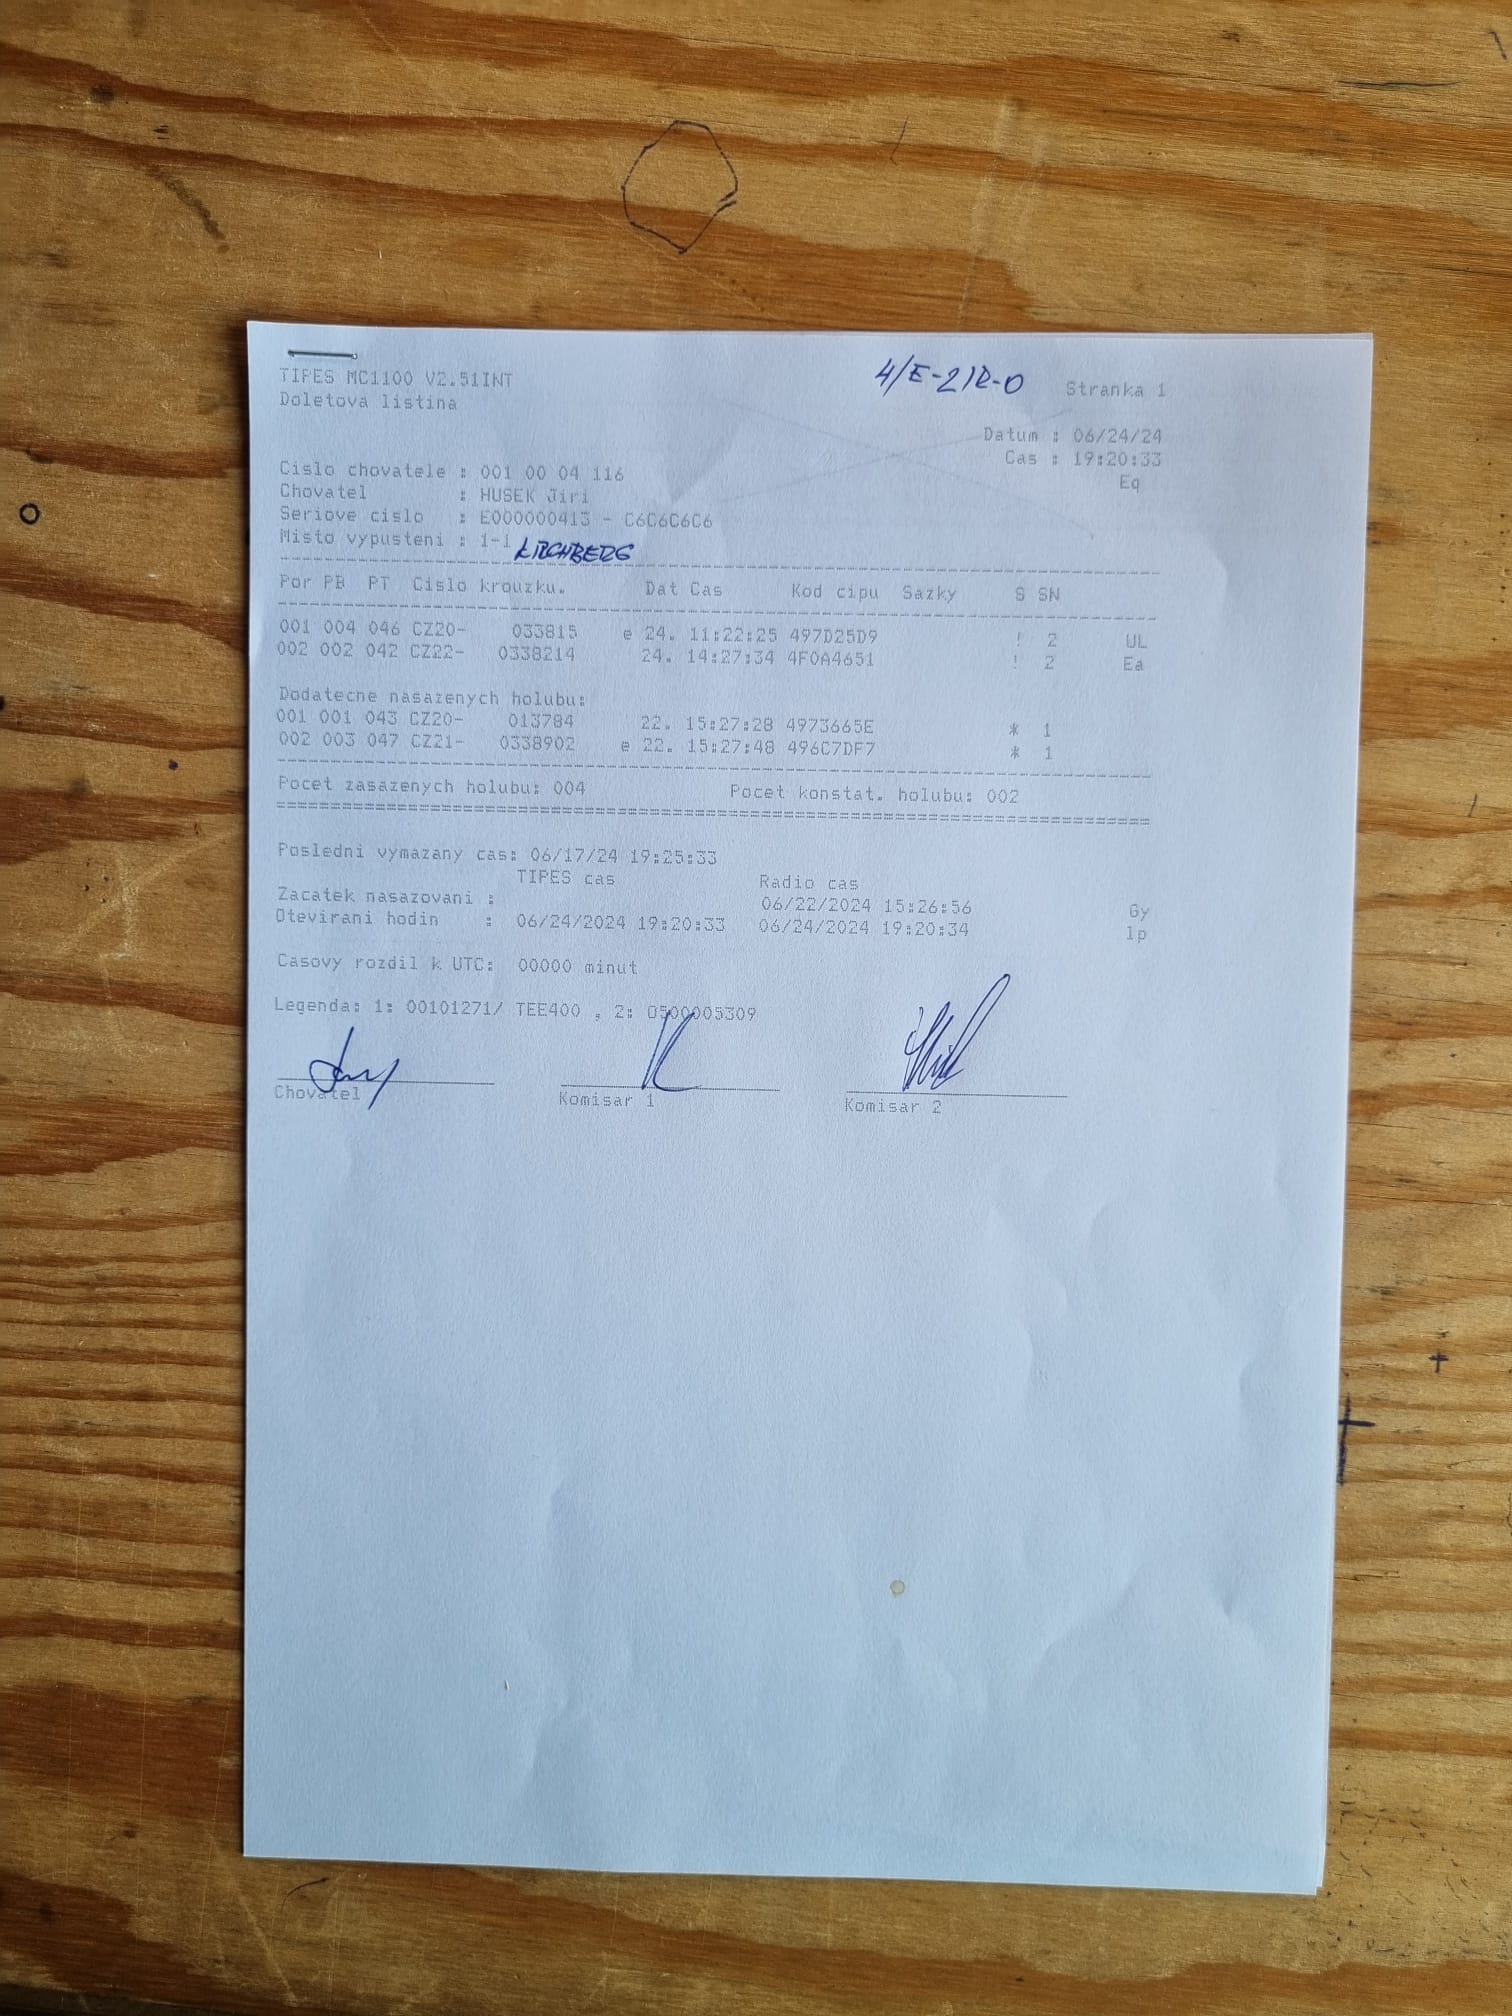 TIPES MC1100 V2.51INT 4/E-21R-0 Stranka 1
Doletova listina
Datum : 06/24/24
Cas : 19:20:33
Eq
Cislo chovatele : 001 00 04 116
Chovatel : HUSEK Jiri
Seriove cislo : E000000413 - C6C6C6C6
Misto vypusteni : 1-1 KIRCHBERG
Por PB PT Cislo krouzku. Dat Cas Kod cipu Sazky S SN
001 004 046 CZ20- 033815 e 24. 11:22:25 497D25D9 ! 2 UL
002 002 042 CZ22- 0338214 24. 14:27:34 4F0A4651 ! 2 Ea
Dodatecne nasazenych holubu:
001 001 043 CZ20- 013784 22. 15:27:28 4973665E * 1
002 003 047 CZ21- 0338902 e 22. 15:27:48 496C7DF7 * 1
Pocet zasazenych holubu: 004 Pocet konstat. holubu: 002
Posledni vymazany cas: 06/17/24 19:25:33
TIPES cas Radio cas
Zacatek nasazovani : 06/22/2024 15:26:56 Gy
Otevirani hodin : 06/24/2024 19:20:33 06/24/2024 19:20:34 lp
Casovy rozdil k UTC: 00000 minut
Legenda: 1: 00101271/ TEE400 , 2: 0500005309
Chovatel Komisar 1 Komisar 2